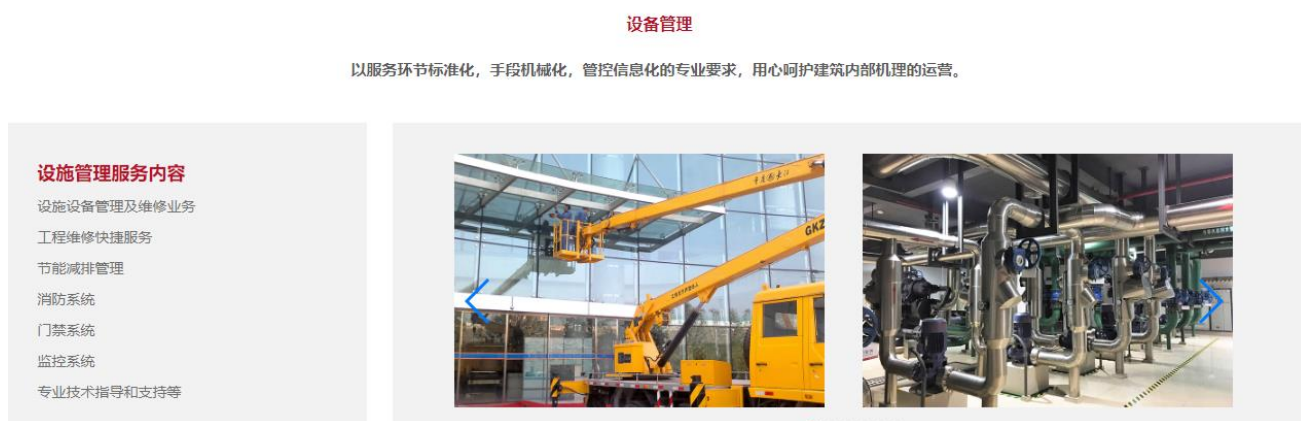 设备管理
以服务环节标准化，手段机械化，管控信息化的专业要求，用心呵护建筑内部机理的运营。
设施管理服务内容
设施设备管理及维修业务
工程维修快捷服务
节能减排管理
消防系统
门禁系统
监控系统
专业技术指导和支持等
GKZ